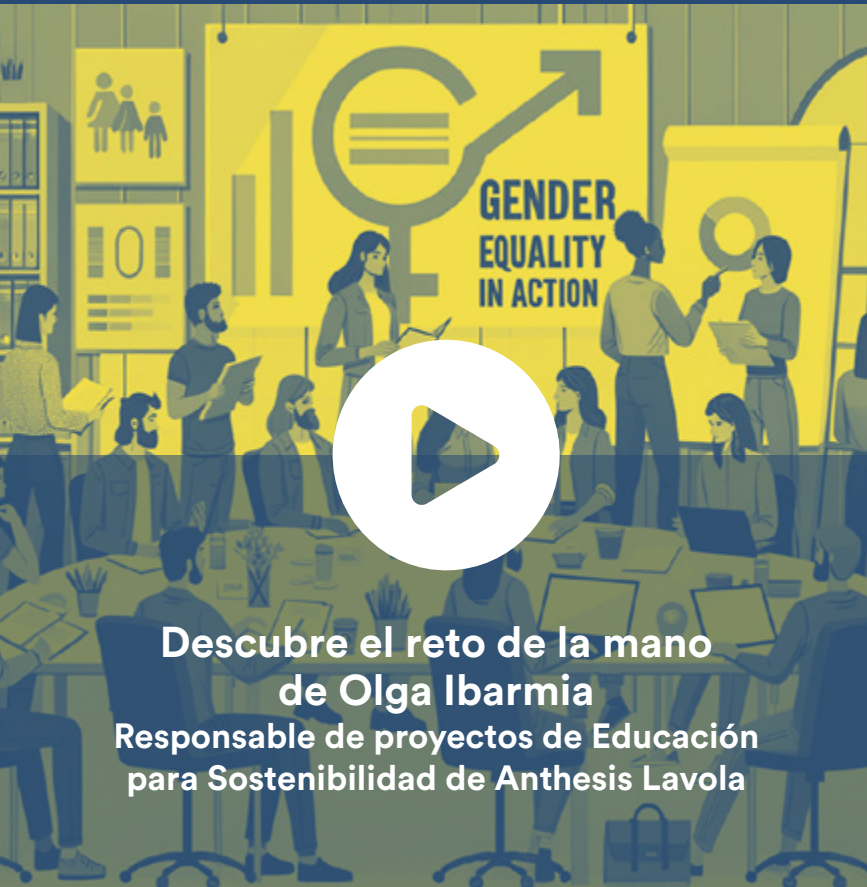 GENDER
EQUALITY
IN ACTION
Descubre el reto de la mano
de Olga Ibarmia
Responsable de proyectos de Educación
para Sostenibilidad de Anthesis Lavola